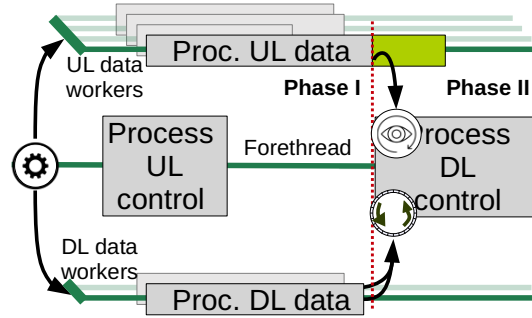 Proc. UL data
UL data
workers
Phase I
Phase II
Process
UL
control
Forethread
Process
DL
control
DL data
workers
Proc. DL data